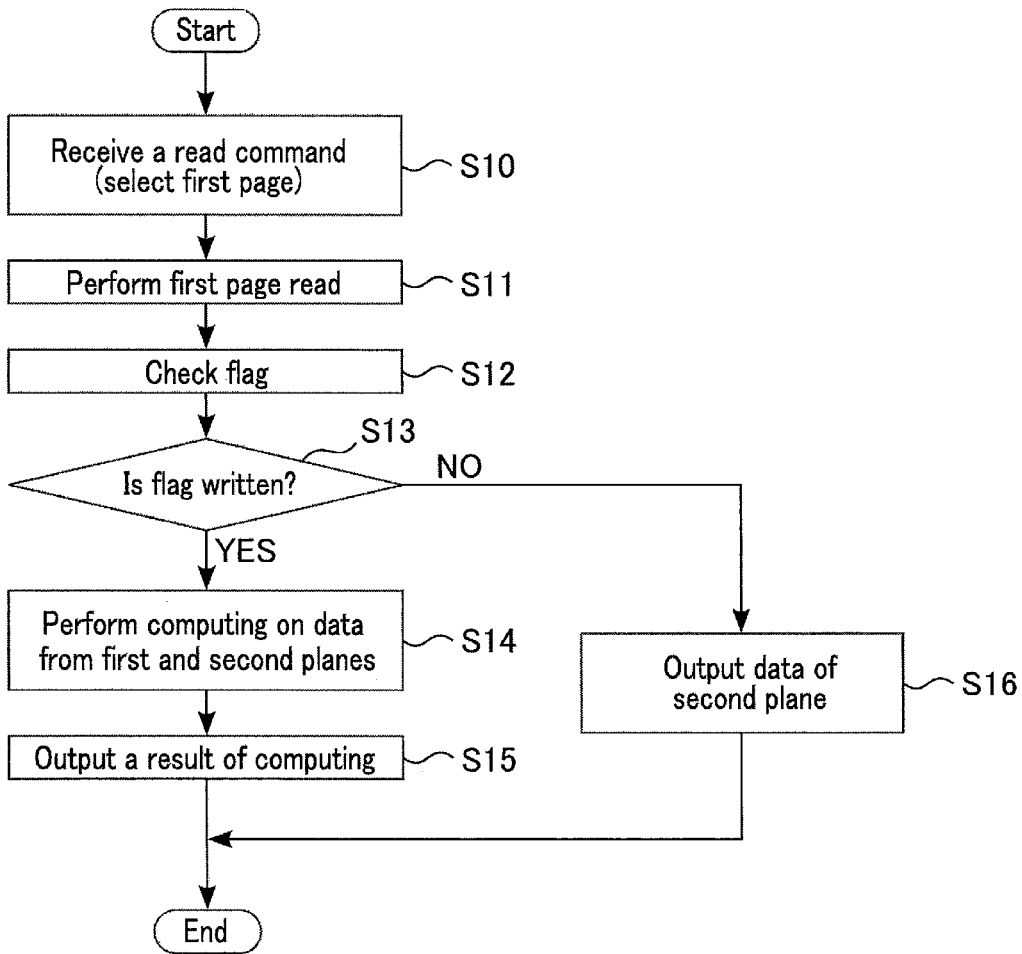 Start
Receive a read command
(select first page)
S10
Perform first page read
S11
Check flag
S12
S13
Is flag written?
NO
YES
Perform computing on data
from first and second planes
S14
Output data of
second plane
S16
Output a result of computing
S15
End